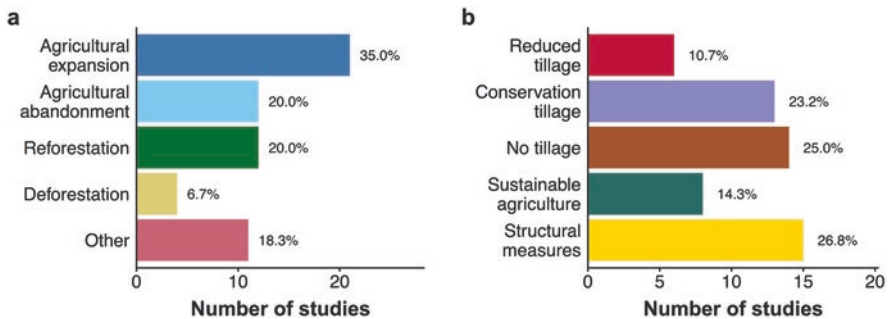 a
Agricultural
expansion
35.0%
Agricultural
abandonment
20.0%
Reforestation
20.0%
Deforestation
6.7%
Other
18.3%
0 10 20
Number of studies
b
Reduced
tillage
10.7%
Conservation
tillage
23.2%
No tillage
25.0%
Sustainable
agriculture
14.3%
Structural
measures
26.8%
0 5 10 15 20
Number of studies